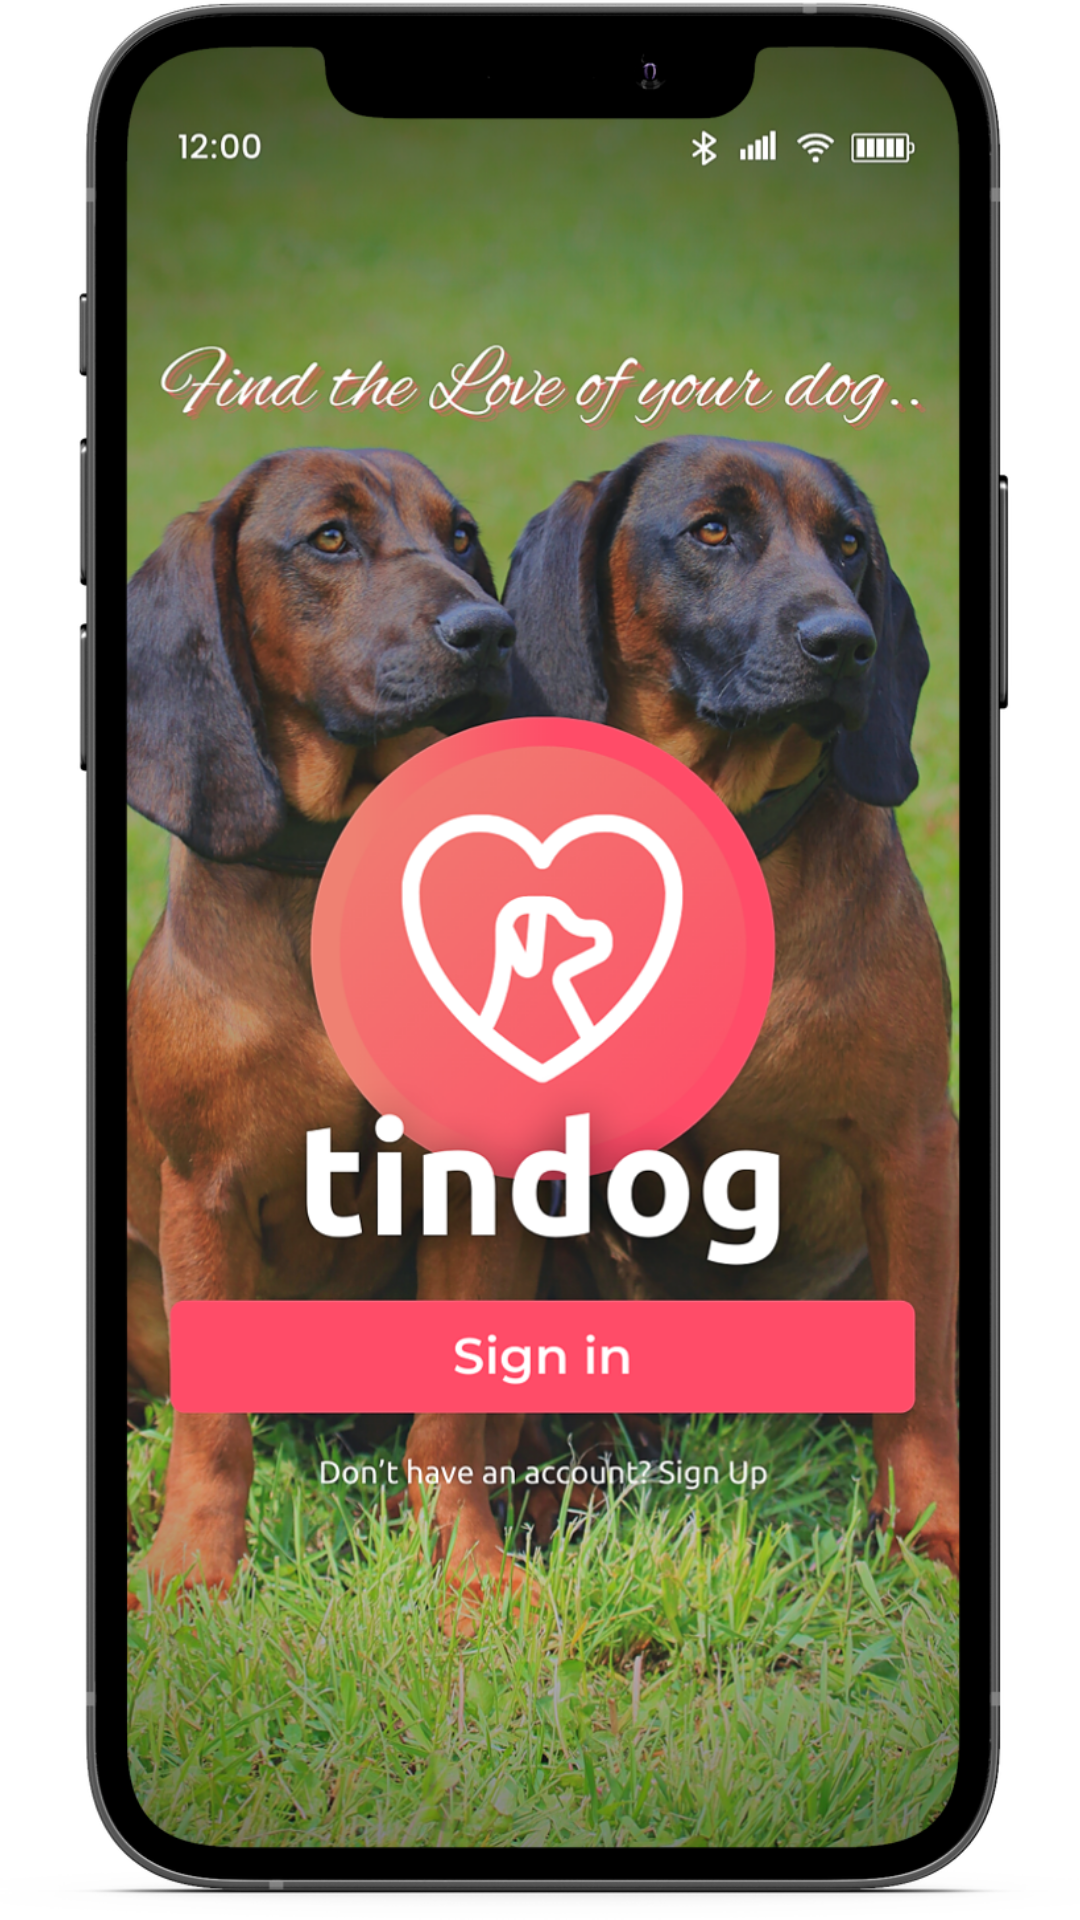 12:00
Find the Love of your dog..
tindog
Sign in
Don’t have an account? Sign Up